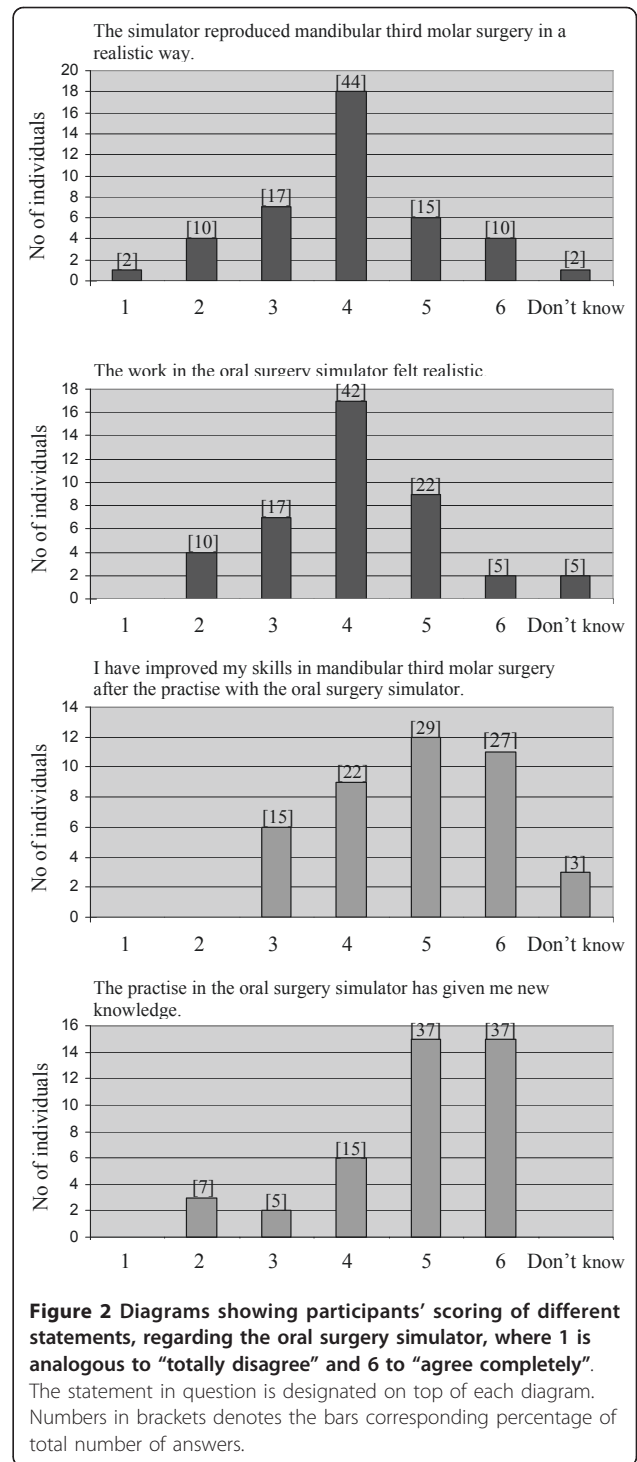 The simulator reproduced mandibular third molar surgery in a
realistic way.
No of individuals
20
18
16
14
12
10
8
6
4
2
0
[2]
[10]
[17]
[44]
[15]
[10]
[2]
1 2 3 4 5 6 Don't know
The work in the oral surgery simulator felt realistic
No of individuals
18
16
14
12
10
8
6
4
2
0
[10]
[17]
[42]
[22]
[5]
[5]
1 2 3 4 5 6 Don't know
I have improved my skills in mandibular third molar surgery
after the practise with the oral surgery simulator.
No of individuals
14
12
10
8
6
4
2
0
[15]
[22]
[29]
[27]
[3]
1 2 3 4 5 6 Don't know
The practise in the oral surgery simulator has given me new
knowledge.
No of individuals
16
14
12
10
8
6
4
2
0
[7]
[5]
[15]
[37]
[37]
1 2 3 4 5 6 Don't know
Figure 2 Diagrams showing participants' scoring of different
statements, regarding the oral surgery simulator, where 1 is
analogous to “totally disagree” and 6 to “agree completely”.
The statement in question is designated on top of each diagram.
Numbers in brackets denotes the bars corresponding percentage of
total number of answers.